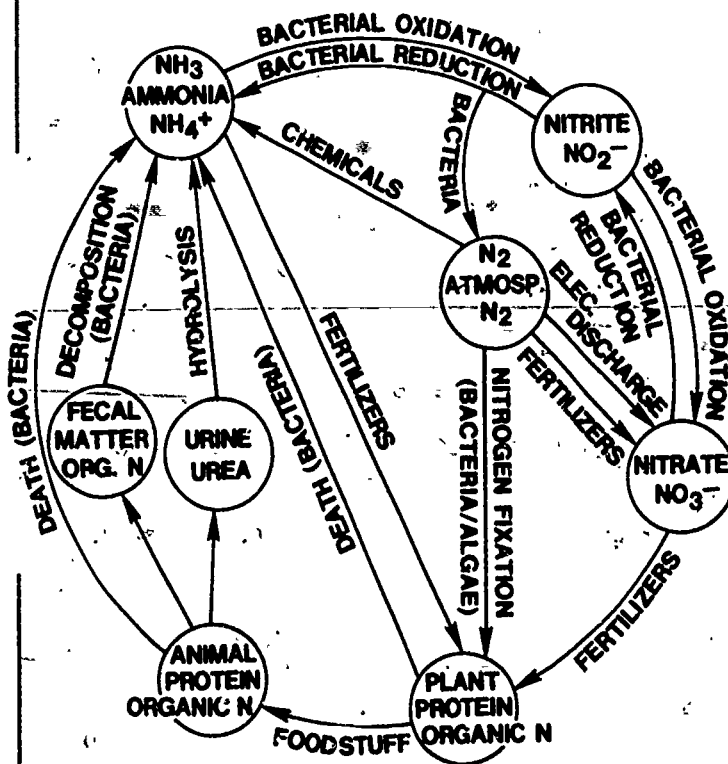 BACTERIAL OXIDATION
BACTERIAL REDUCTION
NH3
AMMONIA
NH4+
NITRITE
NO2−
BACTERIA
CHEMICALS
BACTERIAL OXIDATION
BACTERIAL
REDUCTION
N2
ATMOSP.
N2
ELEC.
DISCHARGE
FERTILIZERS
DECOMPOSITION
(BACTERIA)
HYDROLYSIS
FERTILIZERS
DEATH (BACTERIA)
NITROGEN FIXATION
(BACTERIA/ALGAE)
DEATH (BACTERIA)
FECAL
MATTER
ORG. N
URINE
UREA
NITRATE
NO3−
FERTILIZERS
ANIMAL
PROTEIN
ORGANIC N
FOODSTUFF
PLANT
PROTEIN
ORGANIC N